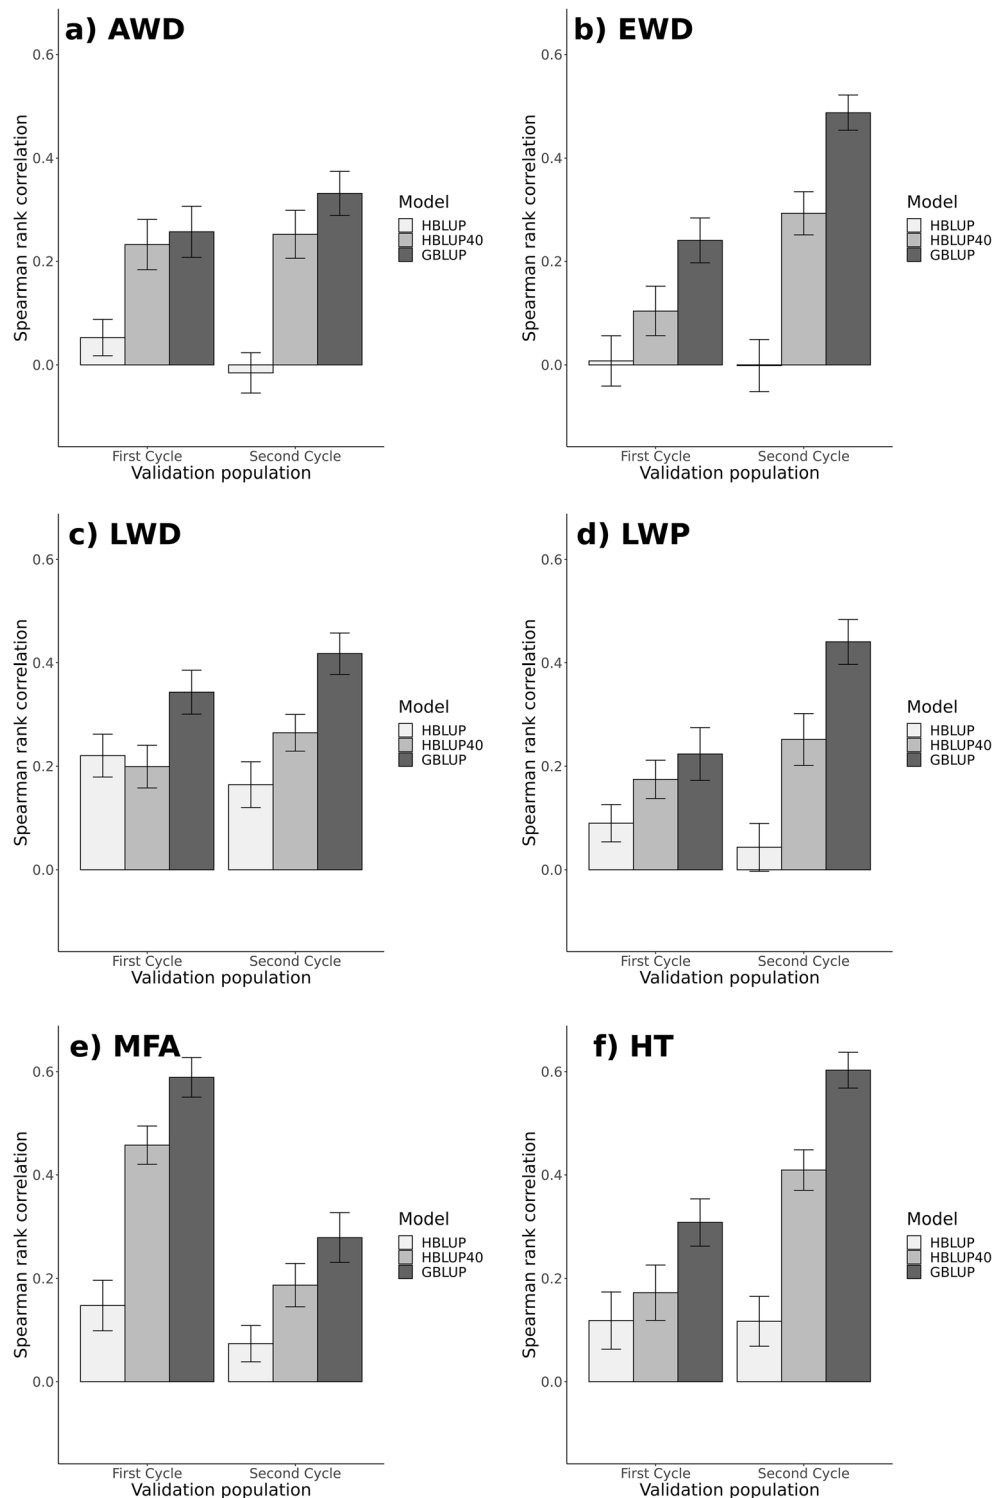 a) AWD
Spearman rank correlation
0.6
0.4
0.2
0.0
First Cycle
Second Cycle
Validation population
Model
HBLUP
HBLUP40
GBLUP
b) EWD
Spearman rank correlation
0.6
0.4
0.2
0.0
First Cycle
Second Cycle
Validation population
Model
HBLUP
HBLUP40
GBLUP
c) LWD
Spearman rank correlation
0.6
0.4
0.2
0.0
First Cycle
Second Cycle
Validation population
Model
HBLUP
HBLUP40
GBLUP
d) LWP
Spearman rank correlation
0.6
0.4
0.2
0.0
First Cycle
Second Cycle
Validation population
Model
HBLUP
HBLUP40
GBLUP
e) MFA
Spearman rank correlation
0.6
0.4
0.2
0.0
First Cycle
Second Cycle
Validation population
Model
HBLUP
HBLUP40
GBLUP
f) HT
Spearman rank correlation
0.6
0.4
0.2
0.0
First Cycle
Second Cycle
Validation population
Model
HBLUP
HBLUP40
GBLUP